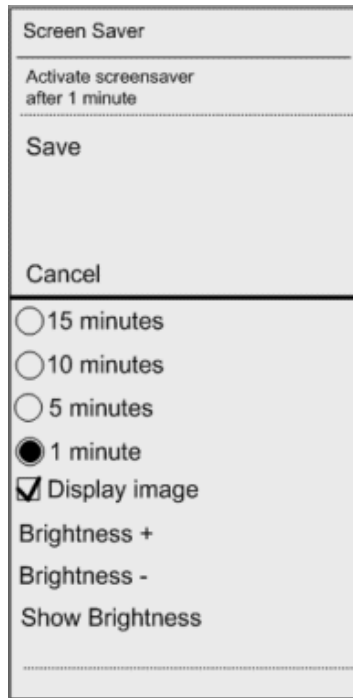 Screen Saver
Activate screensaver
after 1 minute
Save
Cancel
15 minutes
10 minutes
5 minutes
1 minute
Display image
Brightness +
Brightness -
Show Brightness